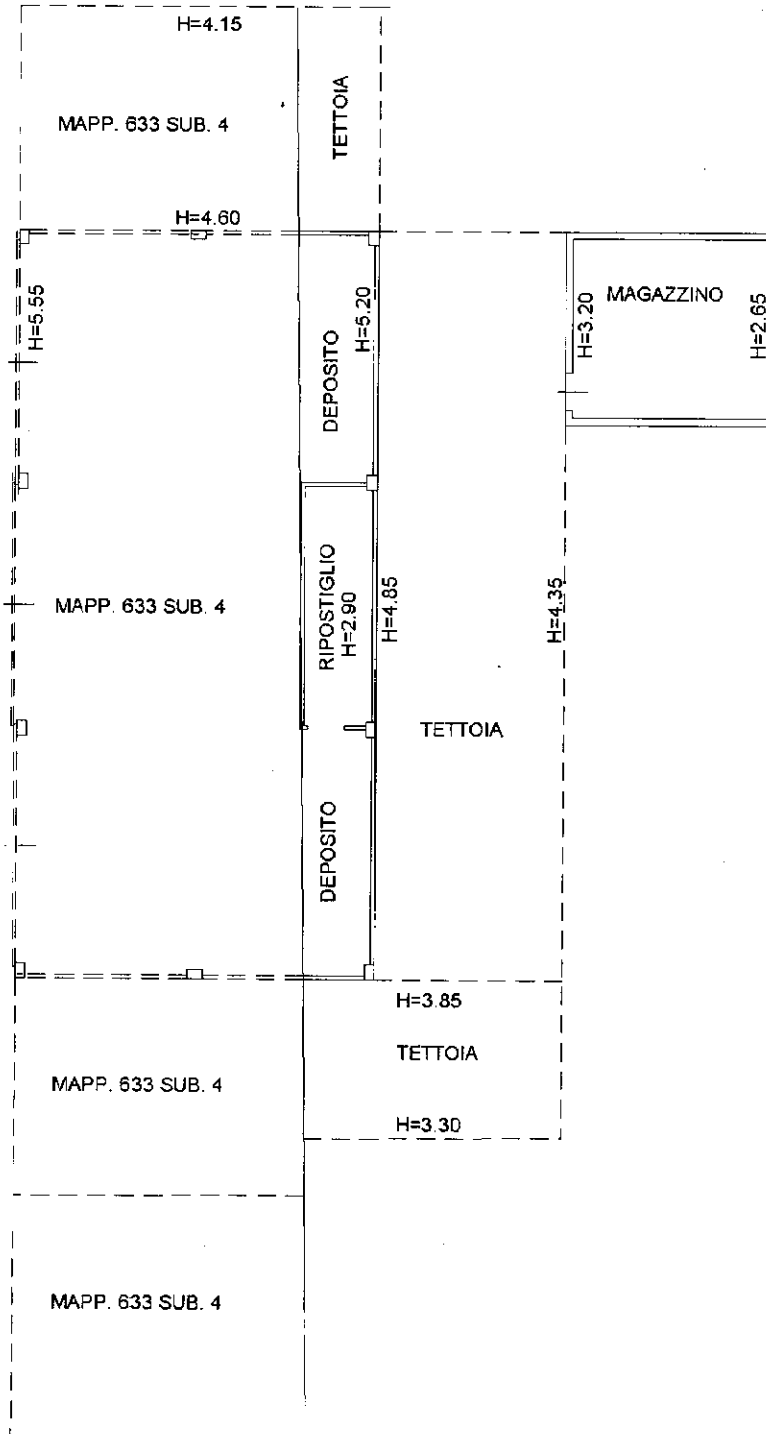 H=4.15
MAPP. 633 SUB. 4
TETTOIA
H=4.60
H=5.55
DEPOSITO
H=5.20
H=3.20
MAGAZZINO
H=2.65
MAPP. 633 SUB. 4
RIPOSTIGLIO
H=2.90
H=4.85
H=4.35
TETTOIA
DEPOSITO
H=3.85
TETTOIA
MAPP. 633 SUB. 4
H=3.30
MAPP. 633 SUB. 4